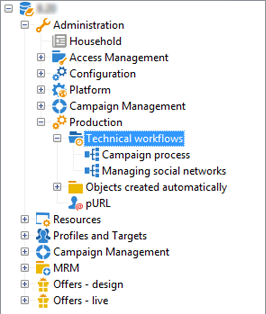 Administration
Household
Access Management
Configuration
Platform
Campaign Management
Production
Technical workflows
Campaign process
Managing social networks
Objects created automatically
pURL
Resources
Profiles and Targets
Campaign Management
MRM
Offers - design
Offers - live